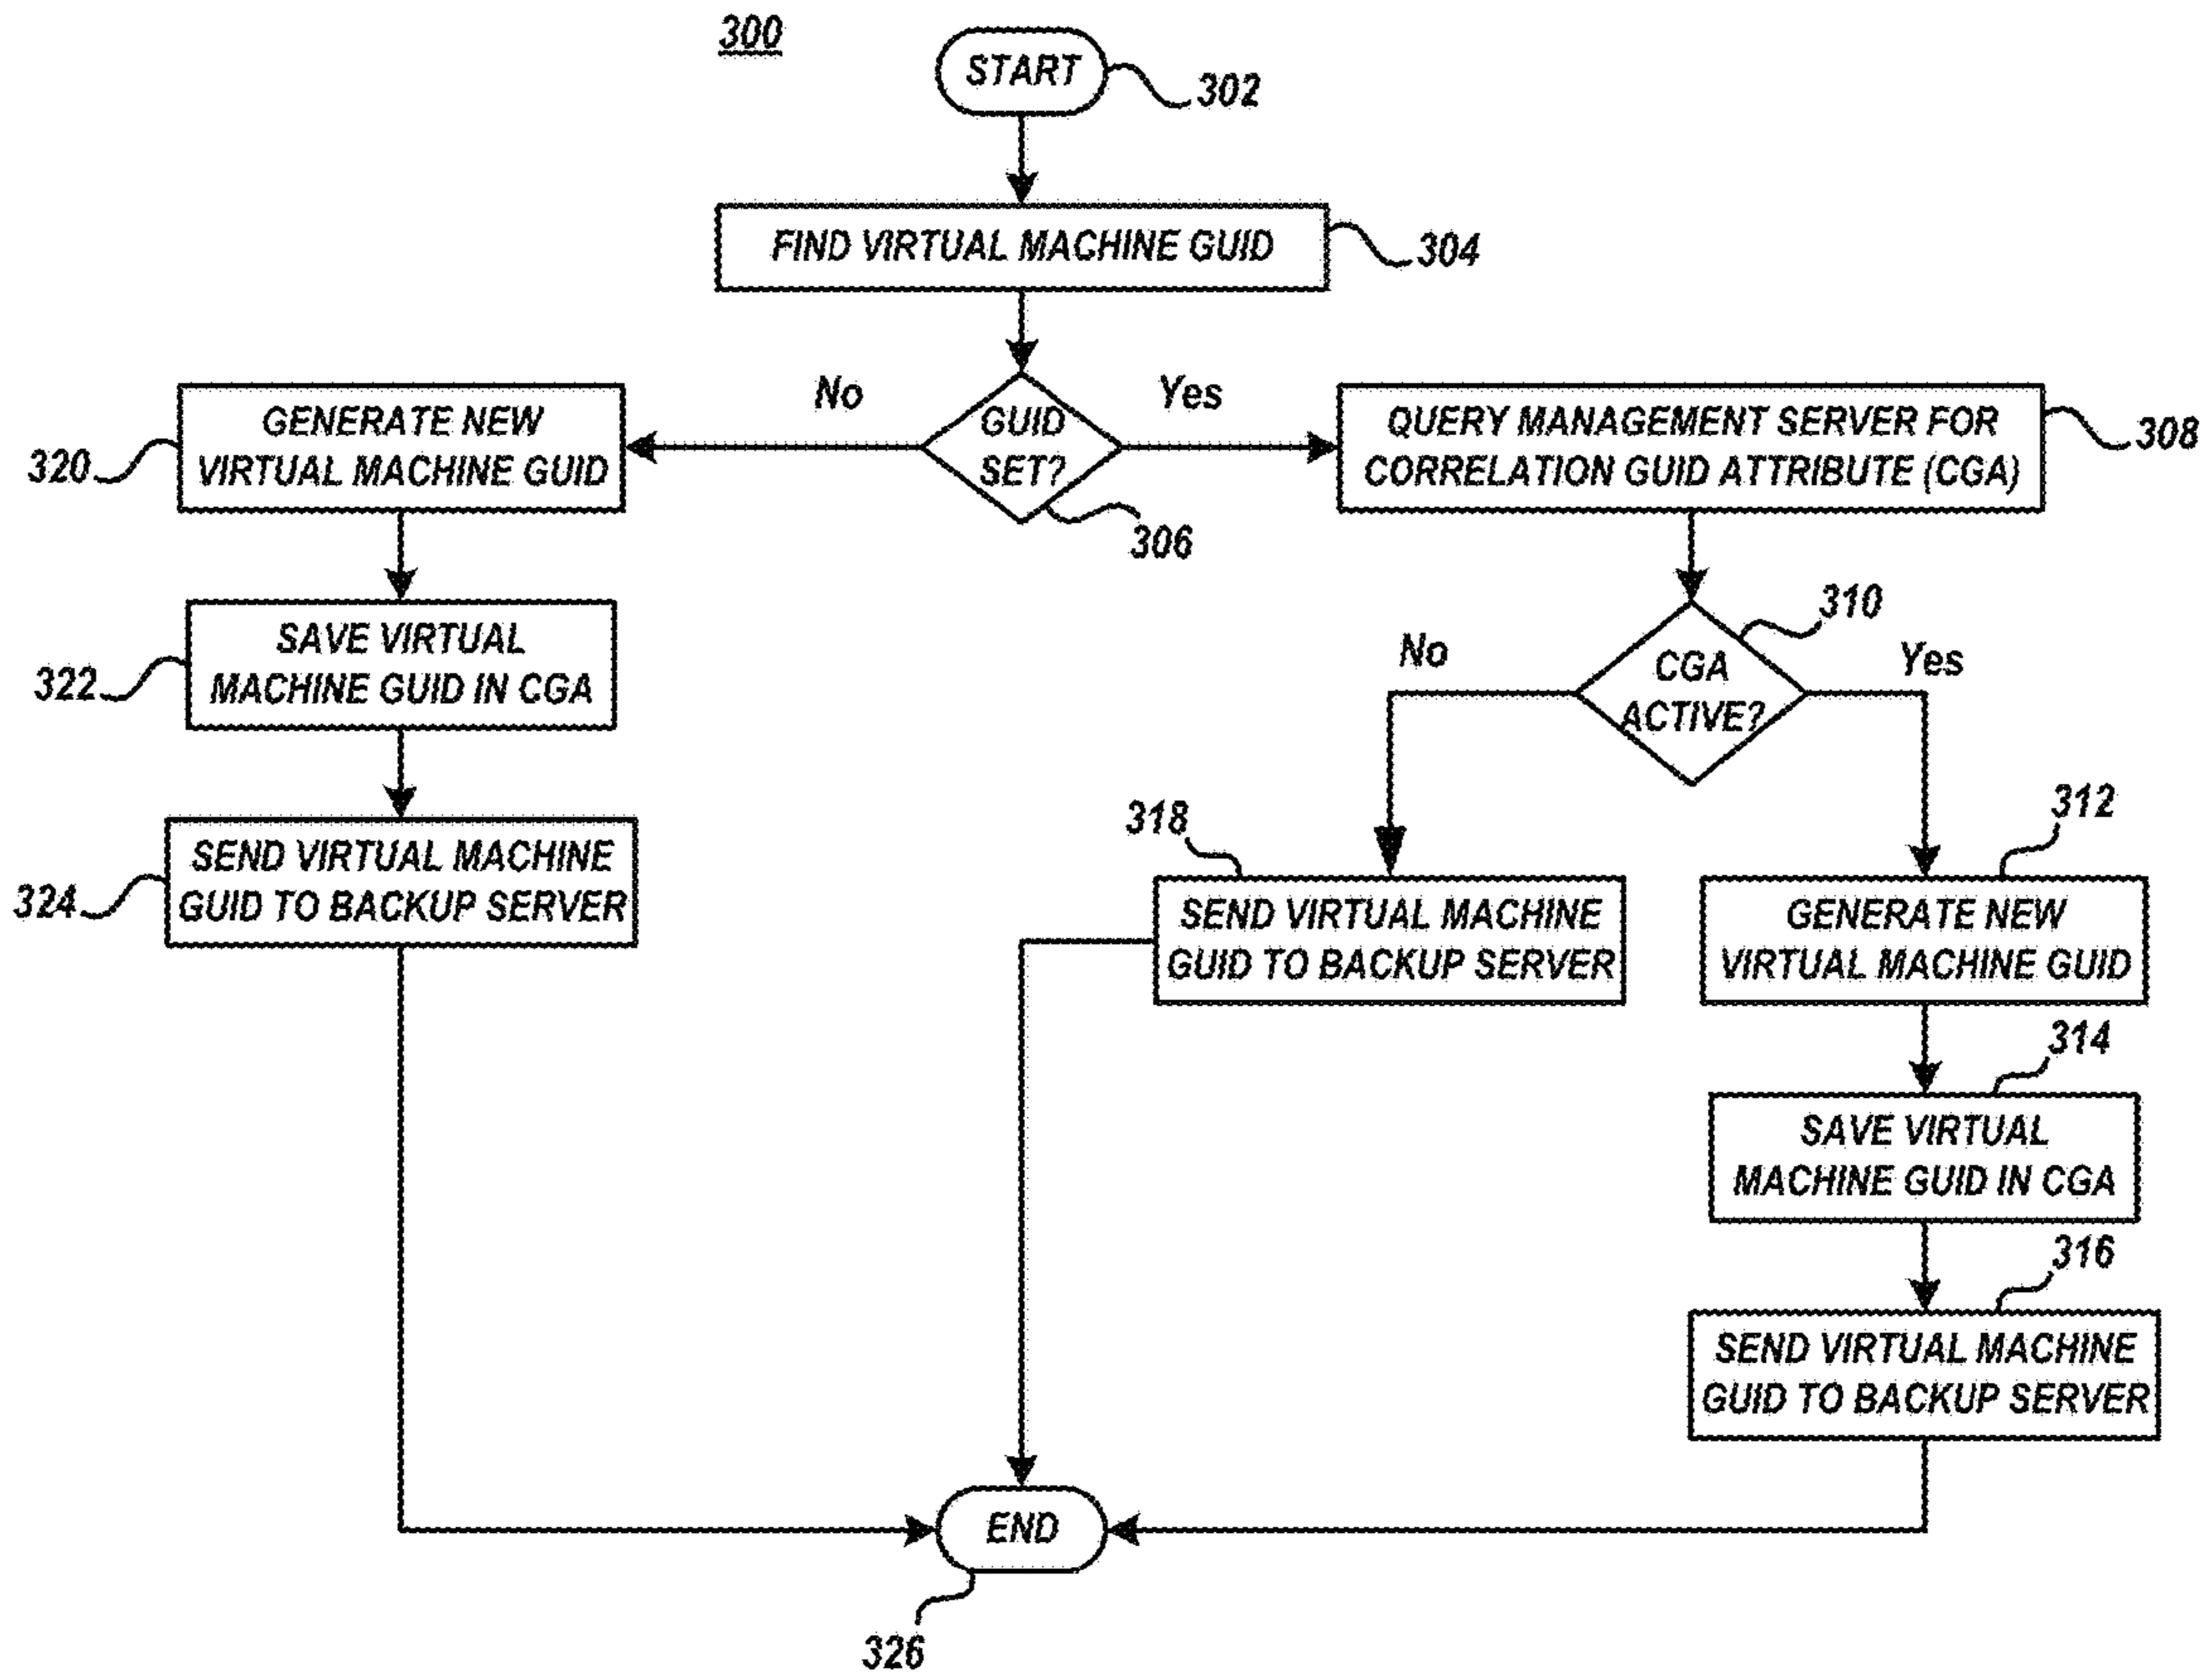 300
START
302
FIND VIRTUAL MACHINE GUID
304
No
Yes
GUID
SET?
306
GENERATE NEW
VIRTUAL MACHINE GUID
320
QUERY MANAGEMENT SERVER FOR
CORRELATION GUID ATTRIBUTE (CGA)
308
SAVE VIRTUAL
MACHINE GUID IN CGA
322
310
No
Yes
CGA
ACTIVE?
SEND VIRTUAL MACHINE
GUID TO BACKUP SERVER
324
318
SEND VIRTUAL MACHINE
GUID TO BACKUP SERVER
312
GENERATE NEW
VIRTUAL MACHINE GUID
314
SAVE VIRTUAL
MACHINE GUID IN CGA
316
SEND VIRTUAL MACHINE
GUID TO BACKUP SERVER
END
326